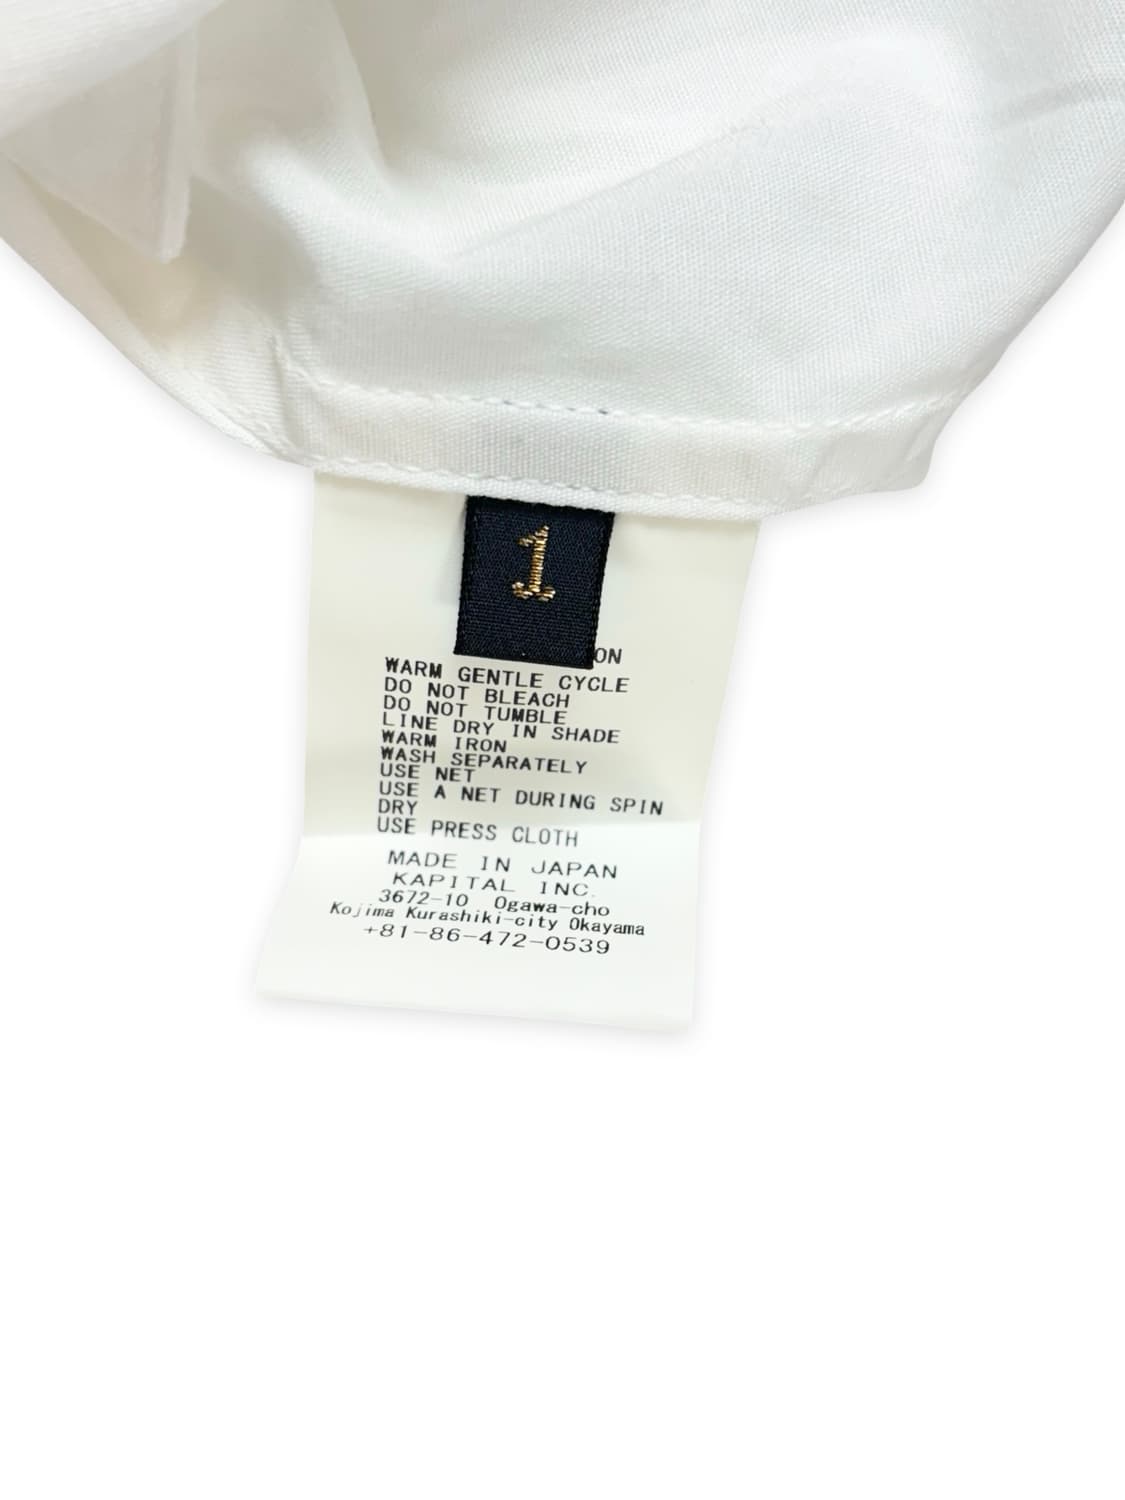 1
ON
WARM GENTLE CYCLE
DO NOT BLEACH
DO NOT TUMBLE
LINE DRY IN SHADE
WARM IRON
WASH SEPARATELY
USE NET
USE A NET DURING SPIN
DRY
USE PRESS CLOTH
MADE IN JAPAN
KAPITAL INC.
3672-10 Ogawa-cho
Kojima Kurashiki-city Okayama
+81-86-472-0539